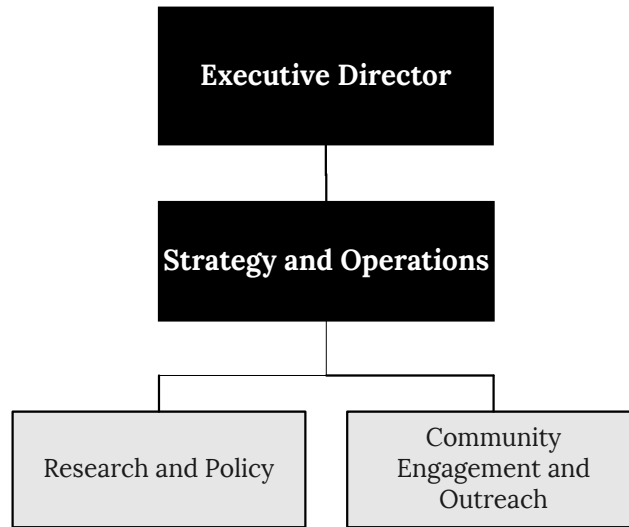 Executive Director
Strategy and Operations
Research and Policy
Community
Engagement and
Outreach